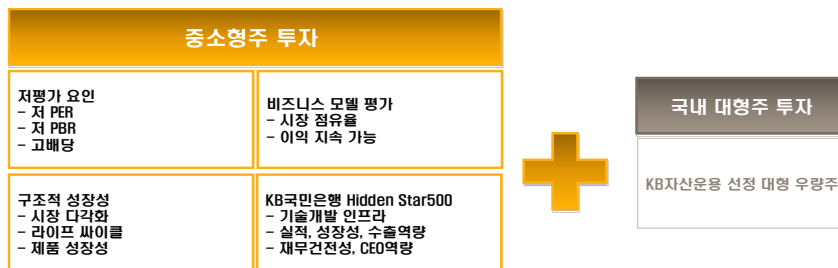 중소형주 투자
저평가 요인
- 저 PER
- 저 PBR
- 고배당
비즈니스 모델 평가
- 시장 점유율
- 이익 지속 가능
구조적 성장성
- 시장 다각화
- 라이프 싸이클
- 제품 성장성
KB국민은행 Hidden Star500
- 기술개발 인프라
- 실적, 성장성, 수출역량
- 재무건전성, CEO역량
국내 대형주 투자
KB자산운용 선정 대형 우량주